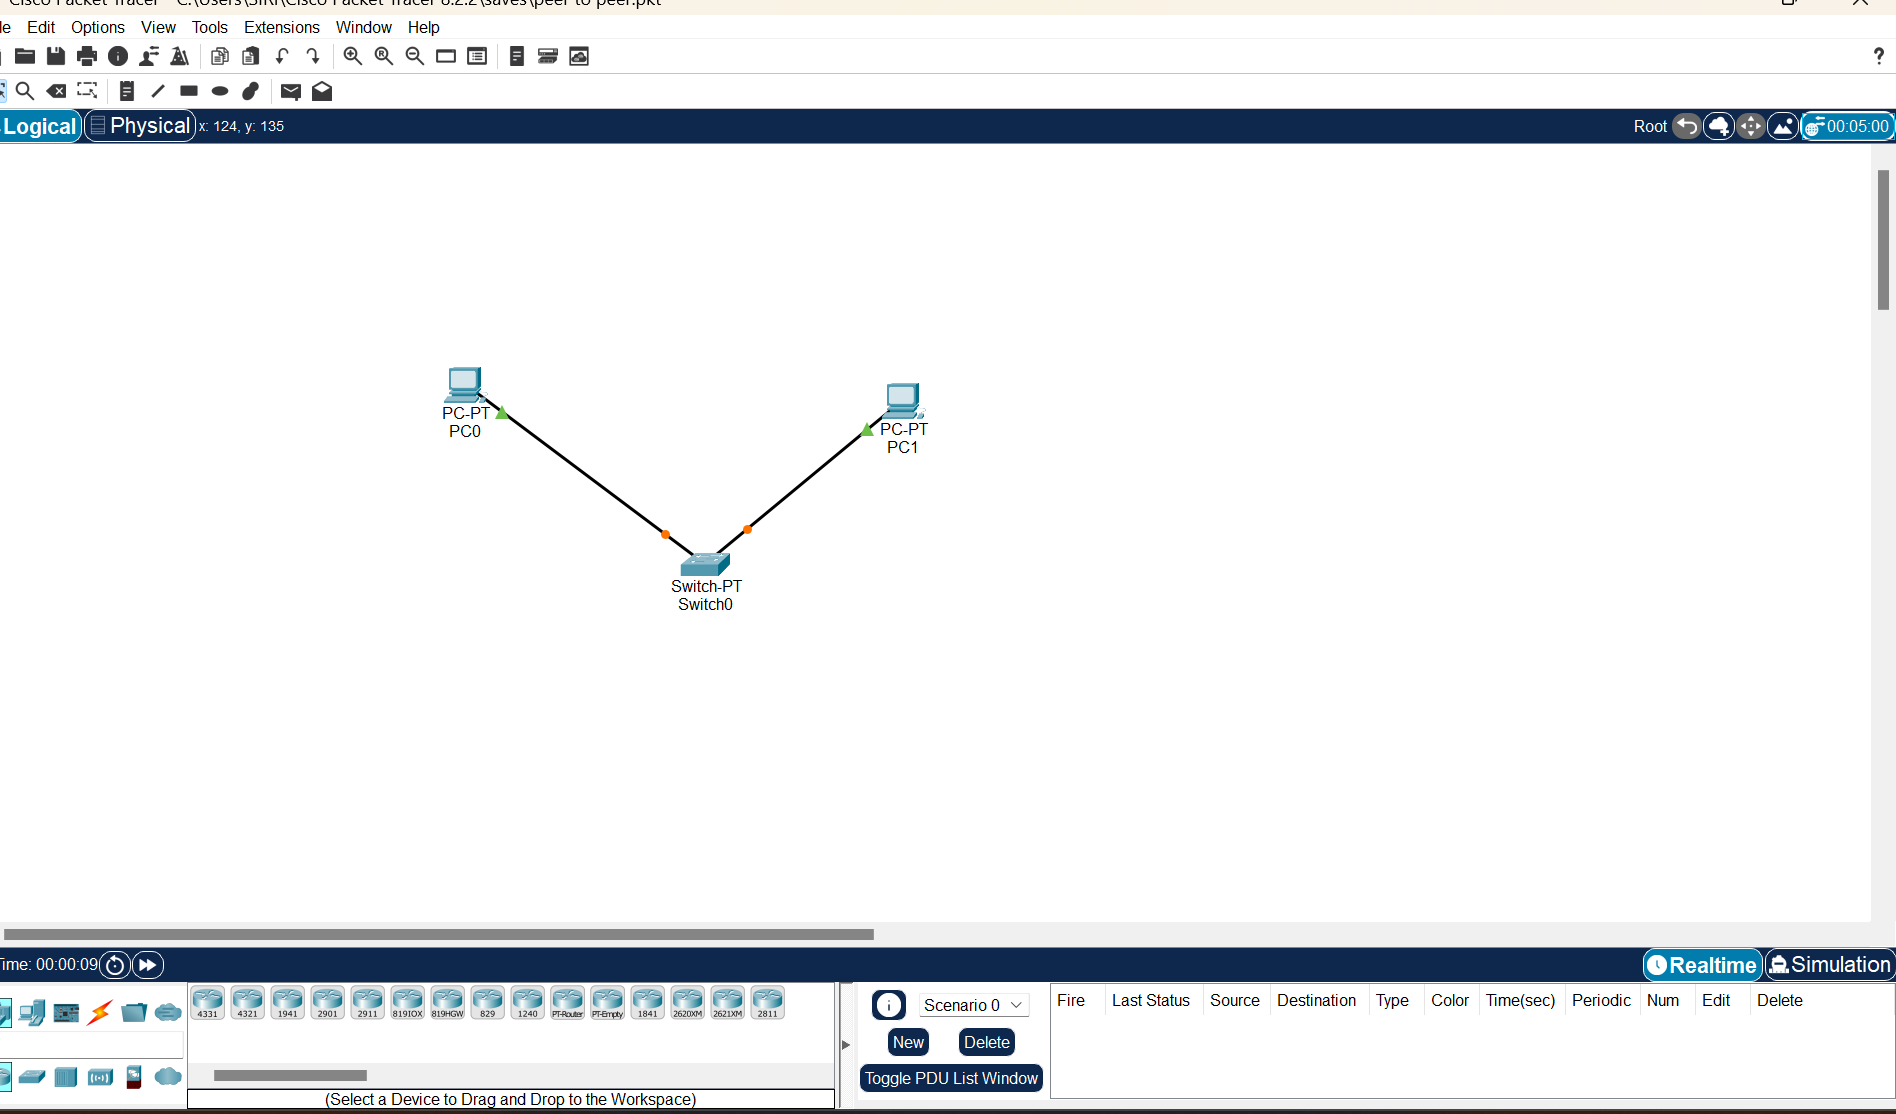 Cisco Packet Tracer - C:\Users\SIRI\Cisco Packet Tracer 8.2.2\saves\peer to peer.pkt
Edit Options View Tools Extensions Window Help
Logical Physical x: 124, y: 135 Root 00:05:00
PC-PT
PC0
PC-PT
PC1
Switch-PT
Switch0
Time: 00:00:09 Realtime Simulation
4331 4321 1941 2901 2911 819IOX 819HGW 829 1240 PT-Router PT-Empty 1841 2620XM 2621XM 2811
Scenario 0
New Delete
Toggle PDU List Window
Fire Last Status Source Destination Type Color Time(sec) Periodic Num Edit Delete
(Select a Device to Drag and Drop to the Workspace)